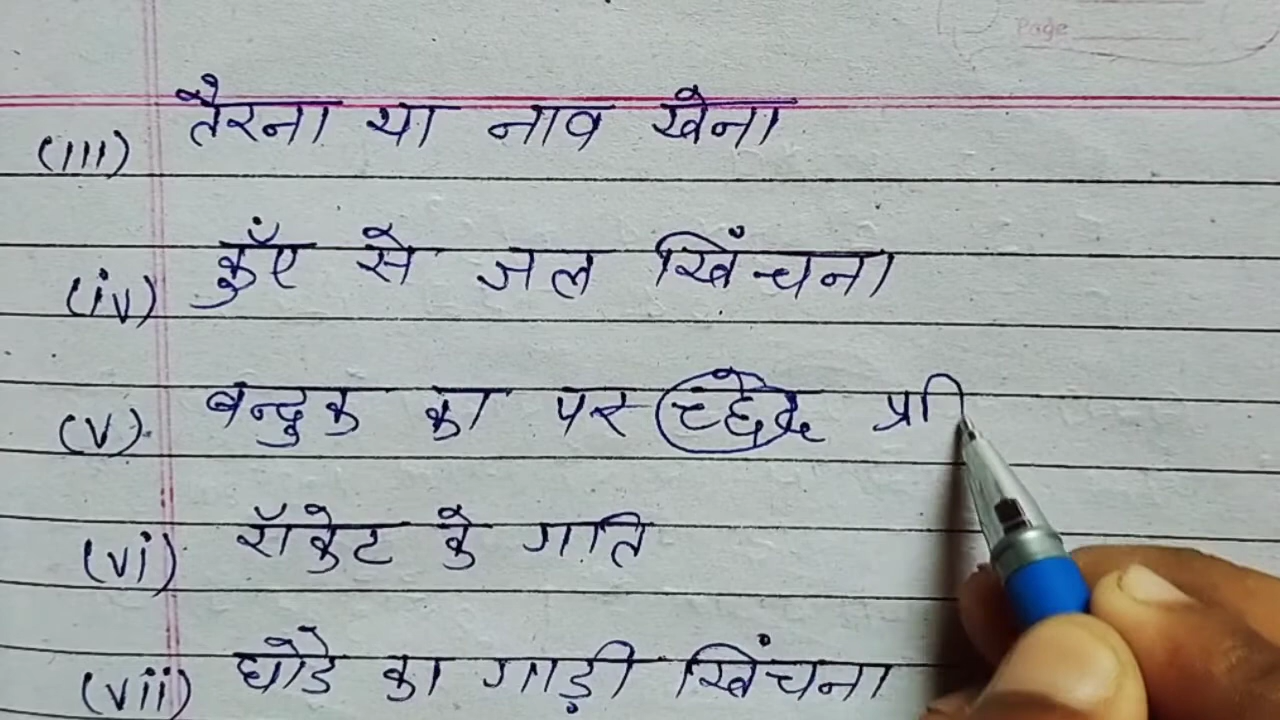 Page
(iii) तैरना या नाव खेना
(iv) कुँए से जल खिंचना
(v) बन्दुक का पर च्छेद प्रि
(vi) रॉकेट के गति
(vii) घोडे का गाड़ी खिंचना